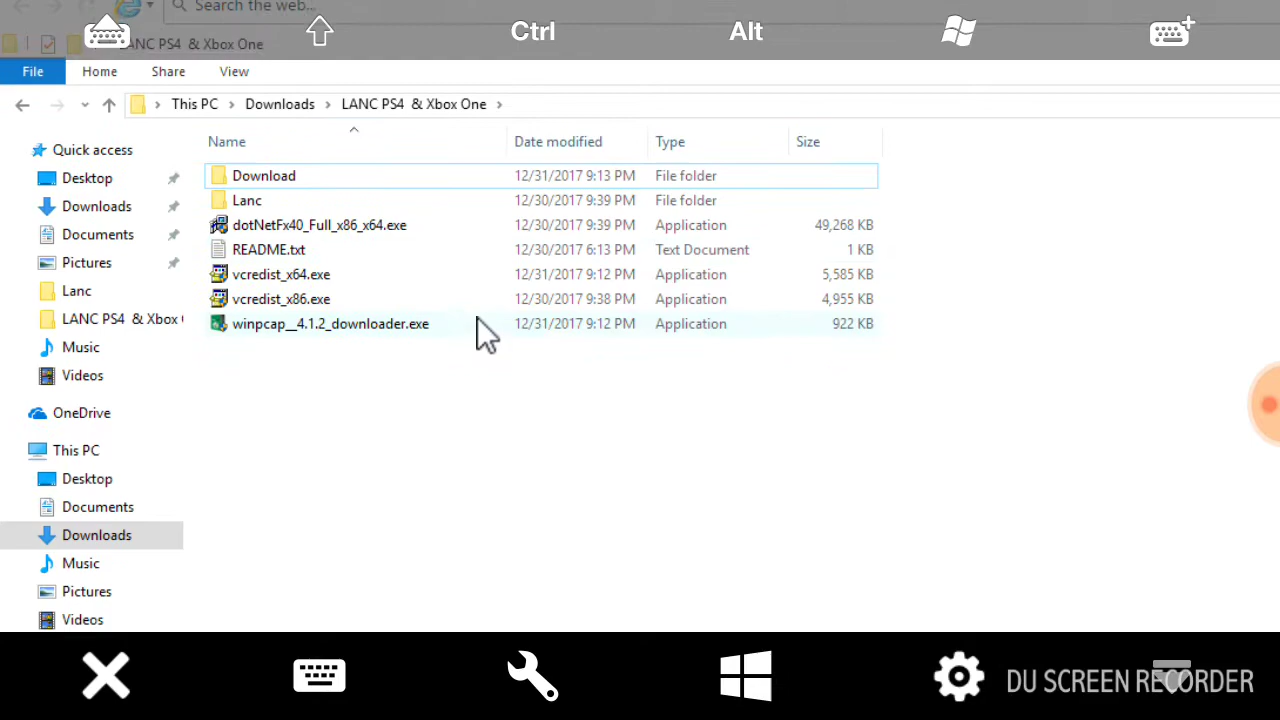 Search the web...
Ctrl
Alt
LANC PS4 & Xbox One
File Home Share View
This PC Downloads LANC PS4 & Xbox One
Name Date modified Type Size
Quick access
Desktop
Downloads
Documents
Pictures
Lanc
LANC PS4 & Xbox
Music
Videos
OneDrive
This PC
Desktop
Documents
Downloads
Music
Pictures
Videos
Download 12/31/2017 9:13 PM File folder
Lanc 12/30/2017 9:39 PM File folder
dotNetFx40_Full_x86_x64.exe 12/30/2017 9:39 PM Application 49,268 KB
README.txt 12/30/2017 6:13 PM Text Document 1 KB
vcredist_x64.exe 12/31/2017 9:12 PM Application 5,585 KB
vcredist_x86.exe 12/30/2017 9:38 PM Application 4,955 KB
winpcap__4.1.2_downloader.exe 12/31/2017 9:12 PM Application 922 KB
DU SCREEN RECORDER